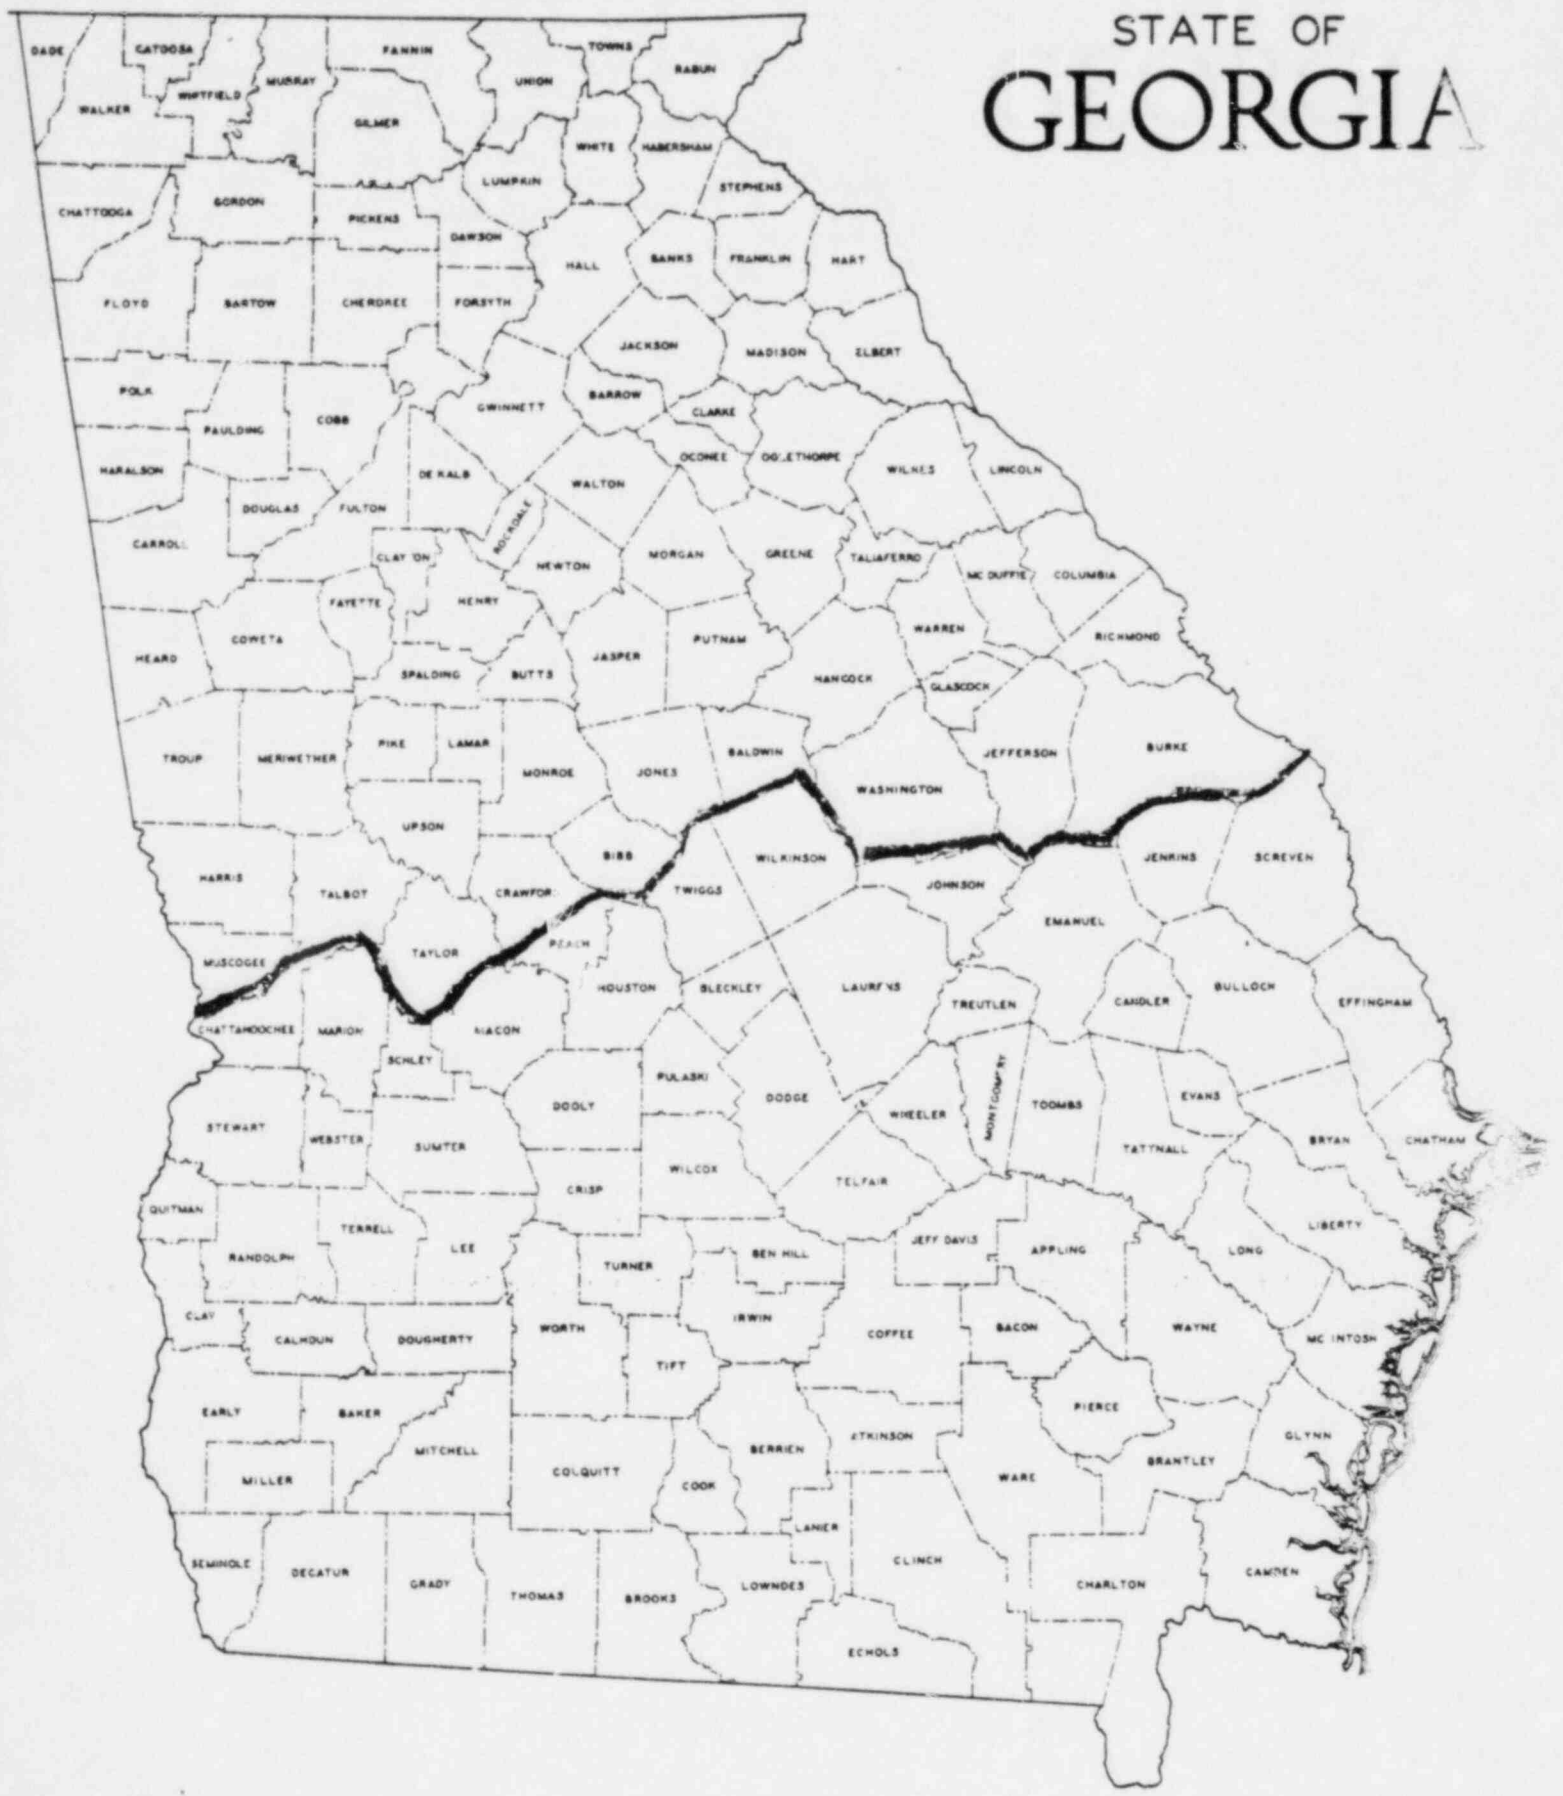 STATE OF
GEORGIA
DADE
CATOOSA
FANNIN
TOWNS
RABUN
UNION
MURRAY
WHITFIELD
WALKER
GILMER
WHITE
HABERSHAM
LUMPKIN
STEPHENS
CHATTOOGA
GORDON
PICKENS
DAWSON
HALL
BANKS
FRANKLIN
HART
FLOYD
BARTOW
CHEROKEE
FORSYTH
JACKSON
MADISON
ELBERT
POLK
PAULDING
COBB
GWINNETT
BARROW
CLARKE
OCONEE
OGLETHORPE
WILKES
LINCOLN
HARALSON
DOUGLAS
FULTON
DE KALB
ROCKDALE
WALTON
CARROLL
CLAYTON
NEWTON
MORGAN
GREENE
TALIAFERRO
MC DUFFIE
COLUMBIA
FAYETTE
HENRY
HEARD
COWETA
SPALDING
BUTTS
JASPER
PUTNAM
HANCOCK
WARREN
GLASCOCK
RICHMOND
TROUP
MERIWETHER
PIKE
LAMAR
MONROE
JONES
BALDWIN
WASHINGTON
JEFFERSON
BURKE
UPSON
BIBB
WILKINSON
JENKINS
SCREVEN
HARRIS
TALBOT
CRAWFOR
TWIGGS
JOHNSON
EMANUEL
MUSCOGEE
TAYLOR
PEACH
HOUSTON
BLECKLEY
LAURENS
TREUTLEN
CANDLER
BULLOCH
EFFINGHAM
CHATTAHOOCHEE
MARION
MACON
SCHLEY
DOOLY
PULASKI
DODGE
WHEELER
MONTGOMERY
TOOMBS
EVANS
STEWART
WEBSTER
SUMTER
TATTNALL
BRYAN
CHATHAM
CRISP
WILCOX
TELFAIR
QUITMAN
TERRELL
RANDOLPH
LEE
TURNER
BEN HILL
JEFF DAVIS
APPLING
LONG
LIBERTY
CLAY
CALHOUN
DOUGHERTY
WORTH
IRWIN
TIFT
COFFEE
BACON
WAYNE
MC INTOSH
EARLY
BAKER
MITCHELL
MILLER
COLQUITT
COOK
BERRIEN
ATKINSON
PIERCE
WARE
BRANTLEY
GLYNN
LANIER
CLINCH
SEMINOLE
DECATUR
GRADY
THOMAS
BROOKS
LOWNDES
ECHOLS
CHARLTON
CAMDEN